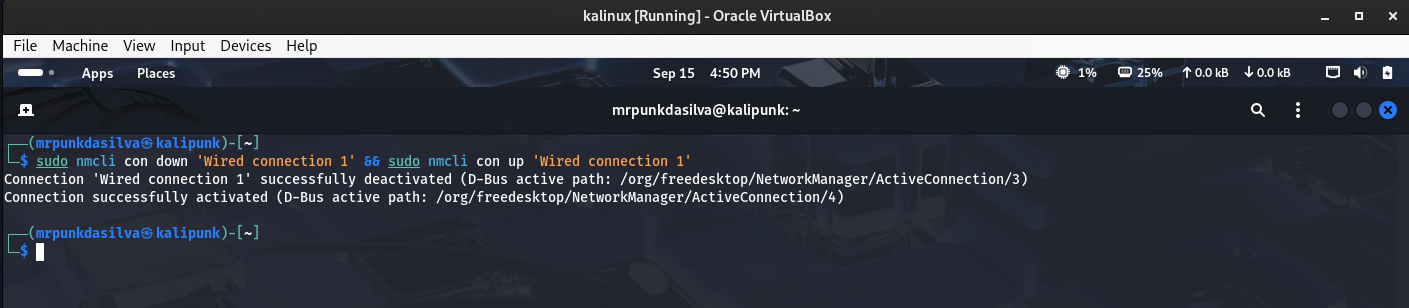 kalinux [Running] - Oracle VirtualBox
File Machine View Input Devices Help
Apps Places Sep 15 4:50 PM 1% 25% ↑ 0.0 kB ↓ 0.0 kB
mrpunkdasilva@kalipunk: ~
┌──(mrpunkdasilva㉿kalipunk)-[~]
└─$ sudo nmcli con down 'Wired connection 1' && sudo nmcli con up 'Wired connection 1'
Connection 'Wired connection 1' successfully deactivated (D-Bus active path: /org/freedesktop/NetworkManager/ActiveConnection/3)
Connection successfully activated (D-Bus active path: /org/freedesktop/NetworkManager/ActiveConnection/4)
┌──(mrpunkdasilva㉿kalipunk)-[~]
└─$